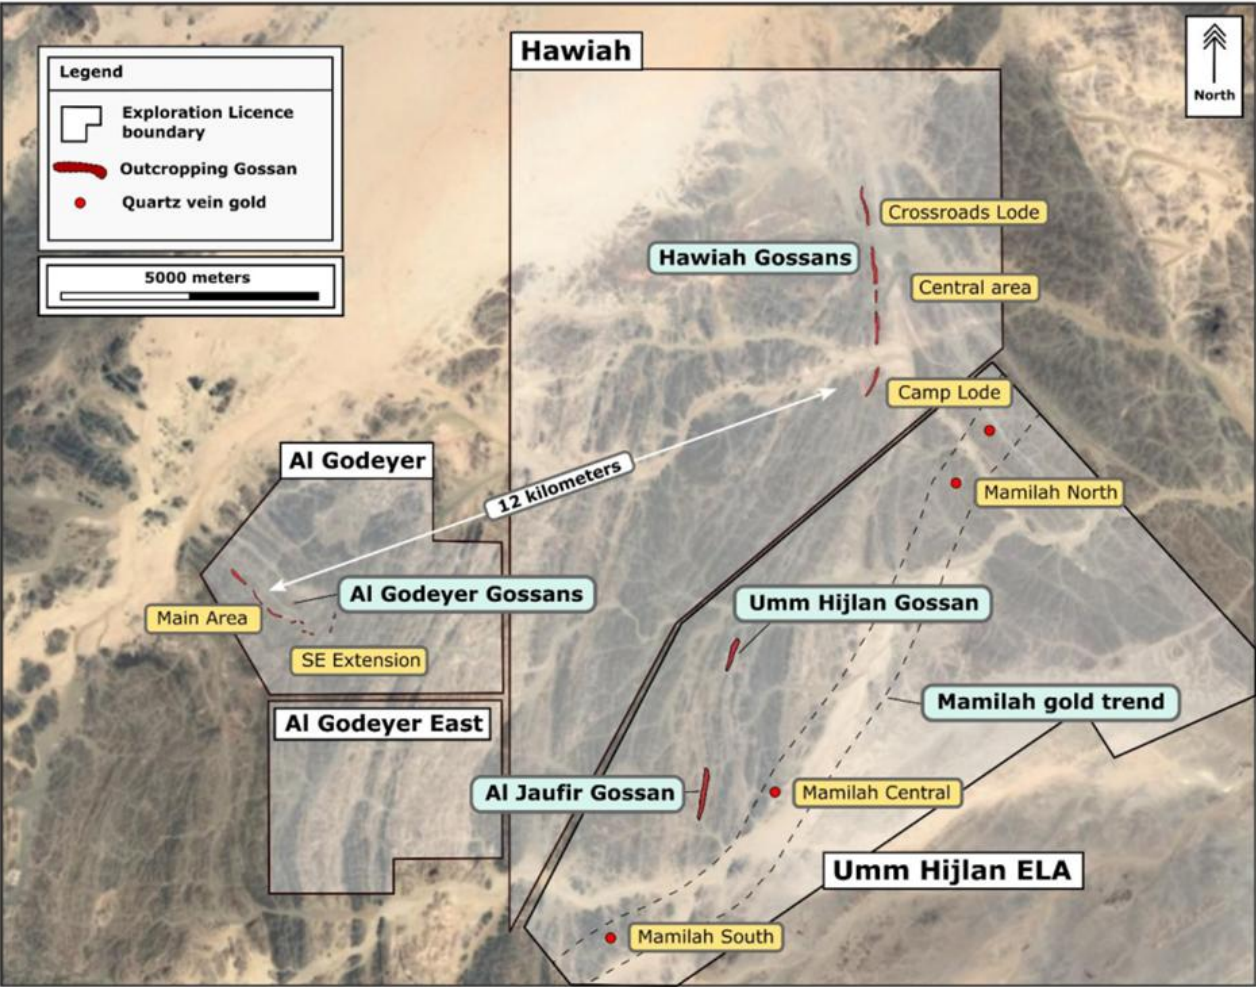 Hawiah
North
Legend
Exploration Licence
boundary
Outcropping Gossan
Quartz vein gold
5000 meters
Crossroads Lode
Hawiah Gossans
Central area
Camp Lode
Al Godeyer
12 kilometers
Mamilah North
Al Godeyer Gossans
Umm Hijlan Gossan
Main Area
SE Extension
Mamilah gold trend
Al Godeyer East
Al Jaufir Gossan
Mamilah Central
Umm Hijlan ELA
Mamilah South